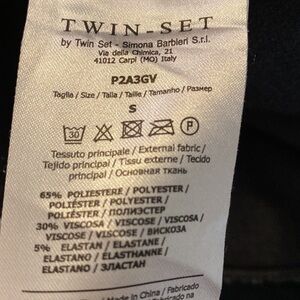 TWIN-SET
by Twin Set - Simona Barbieri S.r.l.
Via della Chimica, 21
41012 Carpi (MO) Italy
P2A3GV
Taglia / Size / Talla / Taille / Tamanho / Размер
S
30 P
Tessuto principale / External fabric /
Tejido principal / Tissu externe / Tecido
principal / Основная ткань
65% POLIESTERE / POLYESTER /
POLIÉSTER / POLYESTER /
POLIÉSTER / ПОЛИЭСТЕР
30% VISCOSA / VISCOSE / VISCOSA /
VISCOSE / VISCOSE / ВИСКОЗА
5% ELASTAN / ELASTANE /
ELASTANO / ÉLASTHANNE /
ELASTANO / ЭЛАСТАН
Made in China / Fabricado